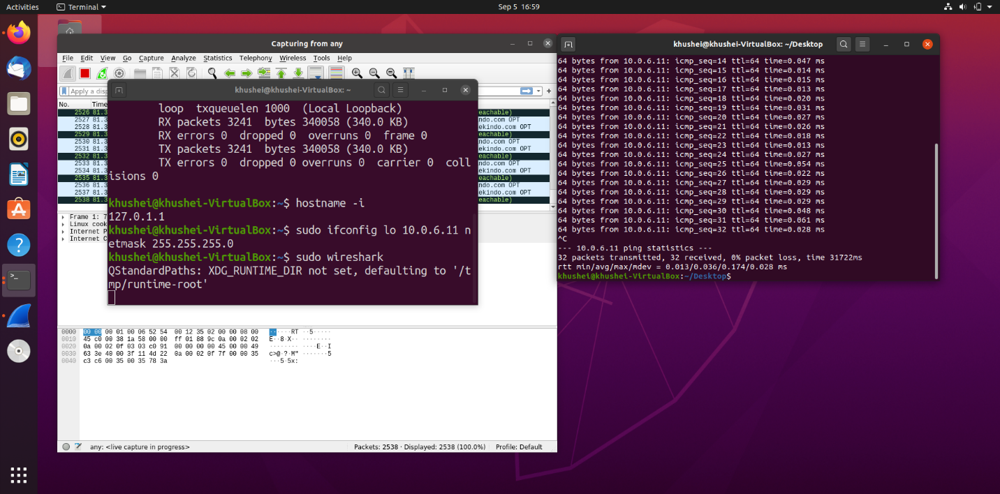 Activities
Terminal
Sep 5 16:59
Capturing from any
File Edit View Go Capture Analyze Statistics Telephony Wireless Tools Help
Apply a disp
No. Time
2526 81.3
2527 81.3
2528 81.3
2529 81.3
2530 81.3
2531 81.3
2532 81.3
2533 81.3
2534 81.3
2535 81.3
2536 81.3
2537 81.3
2538 81.3
eachable)
ndo.com OPT
ekindo.com OPT
eachable)
ndo.com OPT
ekindo.com OPT
eachable)
ndo.com OPT
ekindo.com OPT
eachable)
ndo.com OPT
ekindo.com OPT
eachable)
Frame 1: 7
Linux cook
Internet P
Internet C
khushei@khushei-VirtualBox: ~
loop txqueuelen 1000 (Local Loopback)
RX packets 3241 bytes 340058 (340.0 KB)
RX errors 0 dropped 0 overruns 0 frame 0
TX packets 3241 bytes 340058 (340.0 KB)
TX errors 0 dropped 0 overruns 0 carrier 0 coll
isions 0
khushei@khushei-VirtualBox:~$ hostname -i
127.0.1.1
khushei@khushei-VirtualBox:~$ sudo ifconfig lo 10.0.6.11 n
etmask 255.255.255.0
khushei@khushei-VirtualBox:~$ sudo wireshark
QStandardPaths: XDG_RUNTIME_DIR not set, defaulting to '/t
mp/runtime-root'
0000 00 00 00 01 00 06 52 54 00 12 35 02 00 00 08 00 ······RT ··5·····
0010 45 c0 00 38 1a 58 00 00 ff 01 88 9c 0a 00 02 02 E··8·X·· ········
0020 0a 00 02 0f 03 03 c0 91 00 00 00 00 45 00 00 49 ········ ····E··I
0030 63 3e 40 00 3f 11 4d 22 0a 00 02 0f 7f 00 00 35 c>@·?·M" ·······5
0040 c3 c6 00 35 00 35 78 3a ···5·5x:
any: <live capture in progress>
Packets: 2538 · Displayed: 2538 (100.0%)
Profile: Default
khushei@khushei-VirtualBox: ~/Desktop
64 bytes from 10.0.6.11: icmp_seq=14 ttl=64 time=0.047 ms
64 bytes from 10.0.6.11: icmp_seq=15 ttl=64 time=0.014 ms
64 bytes from 10.0.6.11: icmp_seq=16 ttl=64 time=0.015 ms
64 bytes from 10.0.6.11: icmp_seq=17 ttl=64 time=0.013 ms
64 bytes from 10.0.6.11: icmp_seq=18 ttl=64 time=0.020 ms
64 bytes from 10.0.6.11: icmp_seq=19 ttl=64 time=0.031 ms
64 bytes from 10.0.6.11: icmp_seq=20 ttl=64 time=0.027 ms
64 bytes from 10.0.6.11: icmp_seq=21 ttl=64 time=0.026 ms
64 bytes from 10.0.6.11: icmp_seq=22 ttl=64 time=0.018 ms
64 bytes from 10.0.6.11: icmp_seq=23 ttl=64 time=0.013 ms
64 bytes from 10.0.6.11: icmp_seq=24 ttl=64 time=0.027 ms
64 bytes from 10.0.6.11: icmp_seq=25 ttl=64 time=0.054 ms
64 bytes from 10.0.6.11: icmp_seq=26 ttl=64 time=0.022 ms
64 bytes from 10.0.6.11: icmp_seq=27 ttl=64 time=0.029 ms
64 bytes from 10.0.6.11: icmp_seq=28 ttl=64 time=0.029 ms
64 bytes from 10.0.6.11: icmp_seq=29 ttl=64 time=0.029 ms
64 bytes from 10.0.6.11: icmp_seq=30 ttl=64 time=0.048 ms
64 bytes from 10.0.6.11: icmp_seq=31 ttl=64 time=0.061 ms
64 bytes from 10.0.6.11: icmp_seq=32 ttl=64 time=0.028 ms
^C
--- 10.0.6.11 ping statistics ---
32 packets transmitted, 32 received, 0% packet loss, time 31722ms
rtt min/avg/max/mdev = 0.013/0.036/0.174/0.028 ms
khushei@khushei-VirtualBox:~/Desktop$